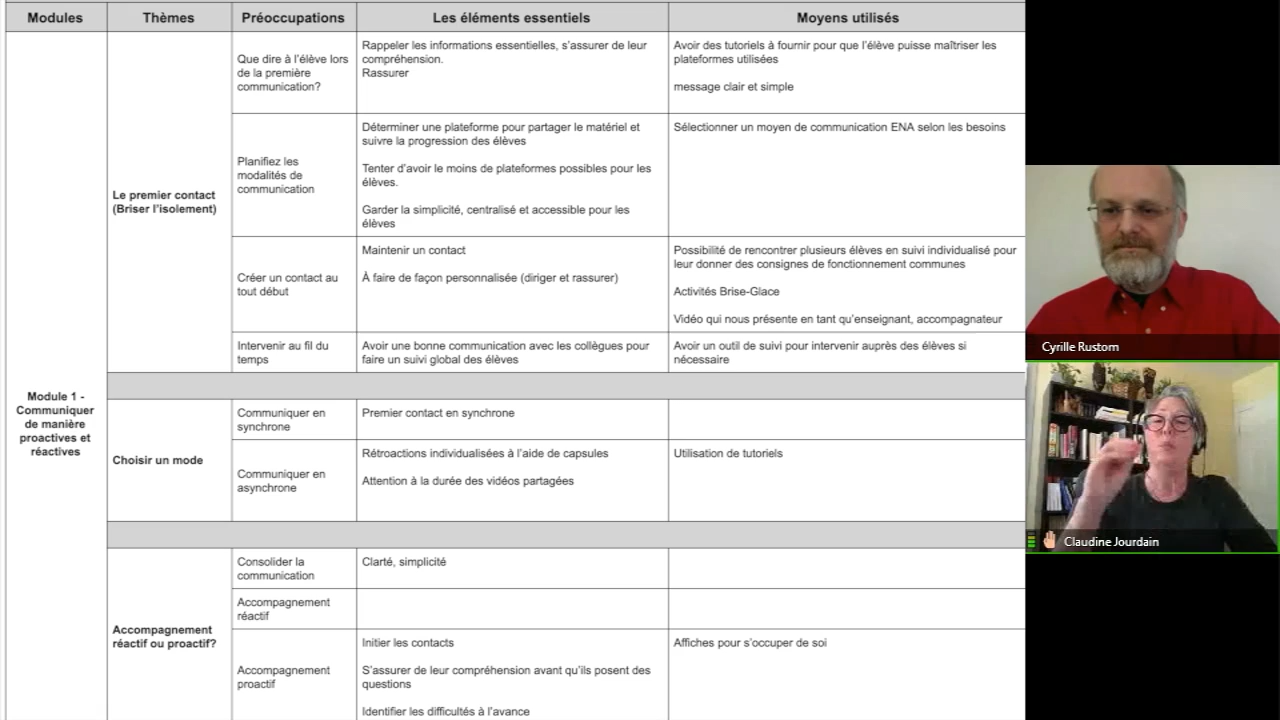 Modules
Thèmes
Préoccupations
Les éléments essentiels
Moyens utilisés
Module 1 -
Communiquer
de manière
proactives et
réactives
Le premier contact
(Briser l'isolement)
Que dire à l'élève lors
de la première
communication?
Rappeler les informations essentielles, s'assurer de leur
compréhension.
Rassurer
Avoir des tutoriels à fournir pour que l'élève puisse maîtriser les
plateformes utilisées
message clair et simple
Planifiez les
modalités de
communication
Déterminer une plateforme pour partager le matériel et
suivre la progression des élèves
Tenter d'avoir le moins de plateformes possibles pour les
élèves.
Garder la simplicité, centralisé et accessible pour les
élèves
Sélectionner un moyen de communication ENA selon les besoins
Créer un contact au
tout début
Maintenir un contact
À faire de façon personnalisée (diriger et rassurer)
Possibilité de rencontrer plusieurs élèves en suivi individualisé pour
leur donner des consignes de fonctionnement communes
Activités Brise-Glace
Vidéo qui nous présente en tant qu'enseignant, accompagnateur
Intervenir au fil du
temps
Avoir une bonne communication avec les collègues pour
faire un suivi global des élèves
Avoir un outil de suivi pour intervenir auprès des élèves si
nécessaire
Choisir un mode
Communiquer en
synchrone
Premier contact en synchrone
Communiquer en
asynchrone
Rétroactions individualisées à l'aide de capsules
Attention à la durée des vidéos partagées
Utilisation de tutoriels
Accompagnement
réactif ou proactif?
Consolider la
communication
Clarté, simplicité
Accompagnement
réactif
Accompagnement
proactif
Initier les contacts
S'assurer de leur compréhension avant qu'ils posent des
questions
Identifier les difficultés à l'avance
Affiches pour s'occuper de soi
Cyrille Rustom
Claudine Jourdain